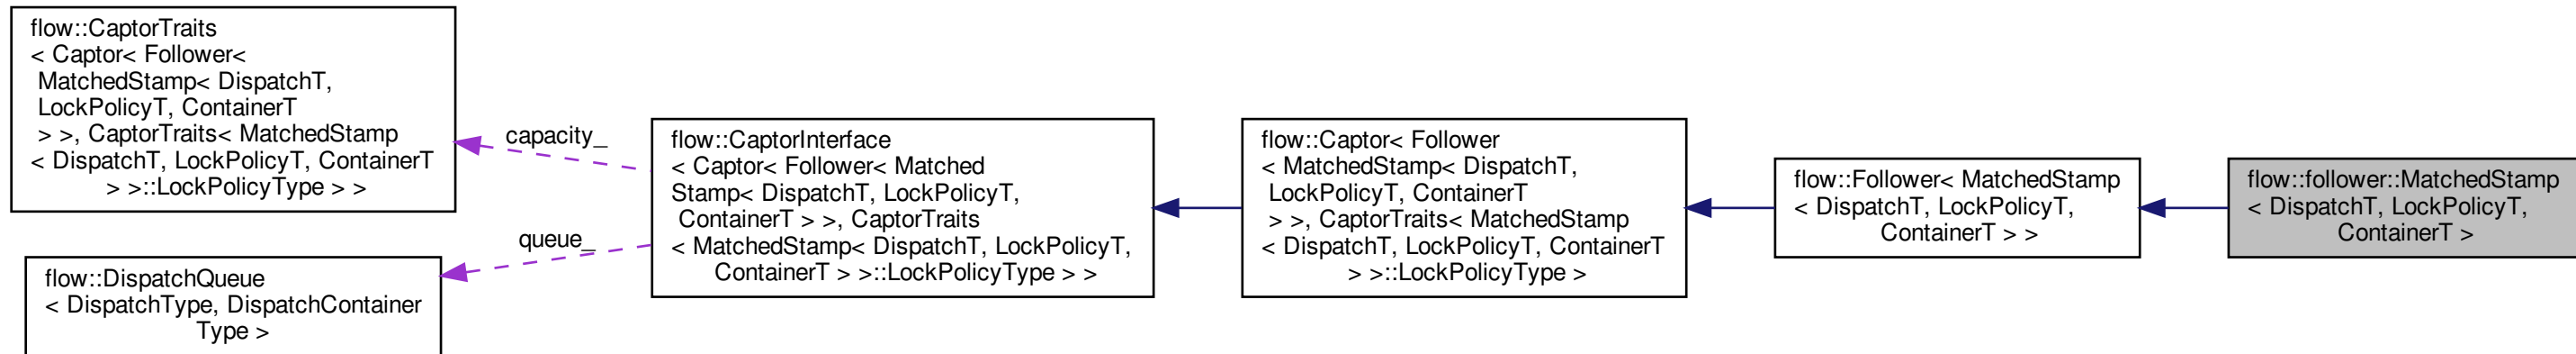 flow::CaptorTraits
< Captor< Follower<
MatchedStamp< DispatchT,
LockPolicyT, ContainerT
> >, CaptorTraits< MatchedStamp
< DispatchT, LockPolicyT, ContainerT
> >::LockPolicyType > >
flow::DispatchQueue
< DispatchType, DispatchContainer
Type >
capacity_
queue_
flow::CaptorInterface
< Captor< Follower< Matched
Stamp< DispatchT, LockPolicyT,
ContainerT > >, CaptorTraits
< MatchedStamp< DispatchT, LockPolicyT,
ContainerT > >::LockPolicyType > >
flow::Captor< Follower
< MatchedStamp< DispatchT,
LockPolicyT, ContainerT
> >, CaptorTraits< MatchedStamp
< DispatchT, LockPolicyT, ContainerT
> >::LockPolicyType >
flow::Follower< MatchedStamp
< DispatchT, LockPolicyT,
ContainerT > >
flow::follower::MatchedStamp
< DispatchT, LockPolicyT,
ContainerT >